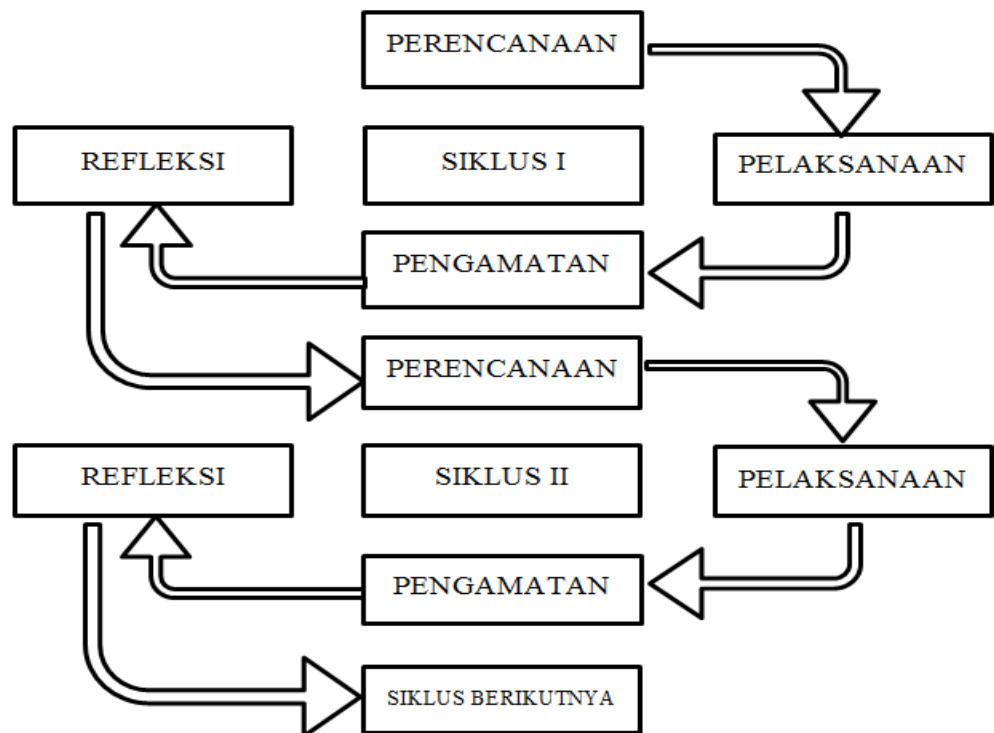 PERENCANAAN
REFLEKSI
SIKLUS I
PELAKSANAAN
PENGAMATAN
PERENCANAAN
REFLEKSI
SIKLUS II
PELAKSANAAN
PENGAMATAN
SIKLUS BERIKUTNYA